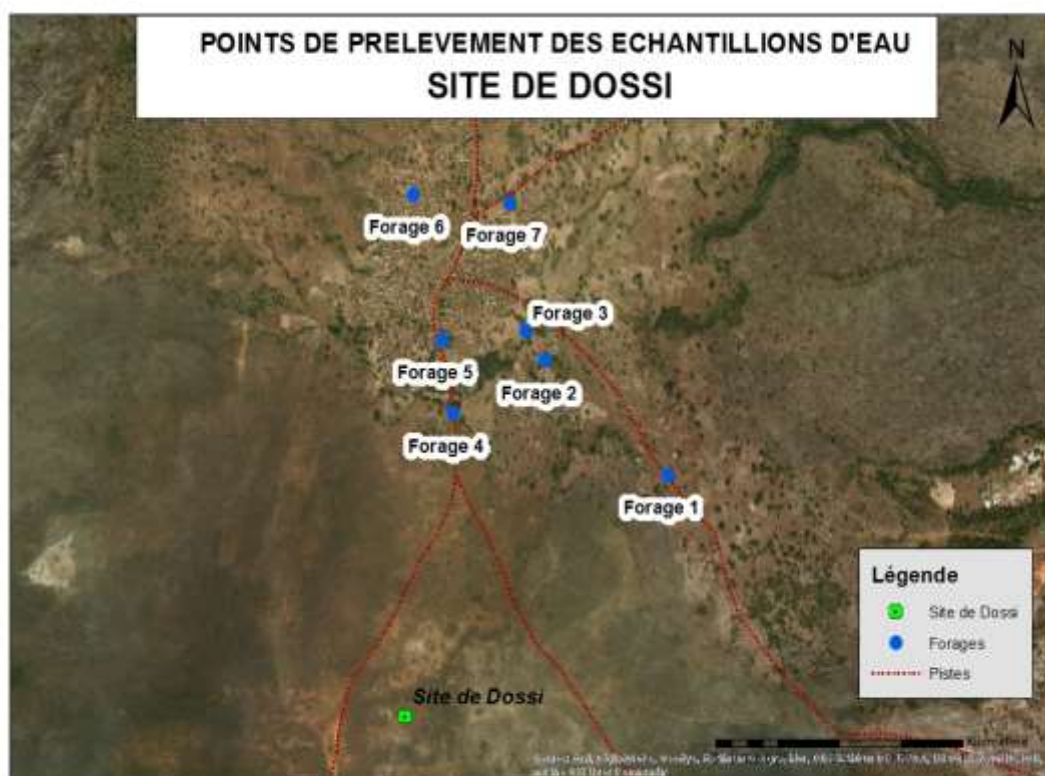 POINTS DE PRELEVEMENT DES ECHANTILLIONS D'EAU
SITE DE DOSSI
N
Forage 6
Forage 7
Forage 3
Forage 5
Forage 2
Forage 4
Forage 1
Légende
Site de Dossi
Forages
Pistes
Site de Dossi